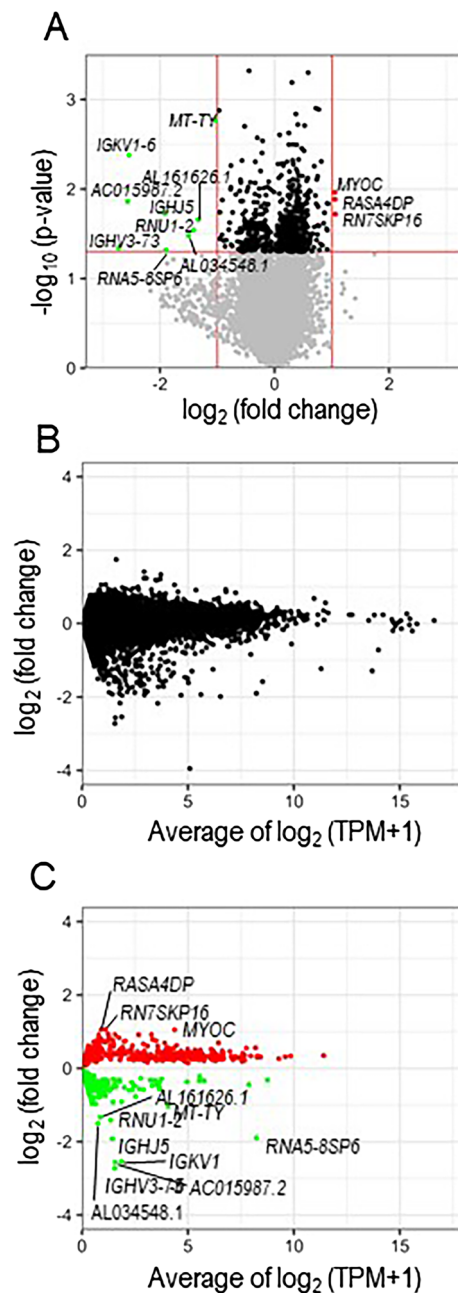 A
3
2
1
0
-log10 (p-value)
MT-TY
IGKV1-6
AC015987.2
AL161626.1
IGHJ5
RNU1-2
IGHV3-73
AL034548.1
RNA5-8SP6
MYOC
RASA4DP
RN7SKP16
-2 0 2
log2 (fold change)
B
4
2
0
-2
-4
log2 (fold change)
0 5 10 15
Average of log2 (TPM+1)
C
4
2
0
-2
-4
log2 (fold change)
RASA4DP
RN7SKP16
MYOC
AL161626.1
MT-TY
RNU1-2
IGHJ5
RNA5-8SP6
IGKV1
AC015987.2
AL034548.1
0 5 10 15
Average of log2 (TPM+1)